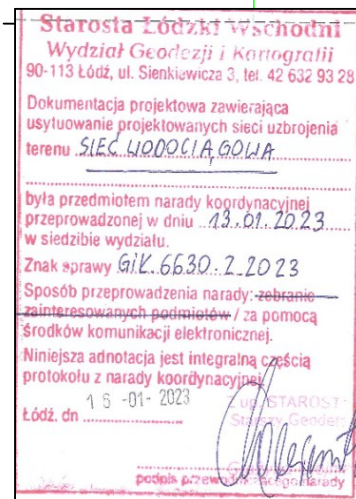 Starosta Łódzki Wschodni
Wydział Geodezji i Kartografii
90-113 Łódź, ul. Sienkiewicza 3, tel. 42 632 93 28
Dokumentacja projektowa zawierająca
usytuowanie projektowanych sieci uzbrojenia
terenu SIEĆ WODOCIĄGOWA
była przedmiotem narady koordynacyjnej
przeprowadzonej w dniu 13.01.2023
w siedzibie wydziału.
Znak sprawy GiK.6630.2.2023
Sposób przeprowadzenia narady: zebranie
zainteresowanych podmiotów / za pomocą
środków komunikacji elektronicznej.
Niniejsza adnotacja jest integralną częścią
protokołu z narady koordynacyjnej
Z up. STAROST
Łódź, dn 16 -01- 2023 Starszy Geodet
podpis przewodniczącego narady